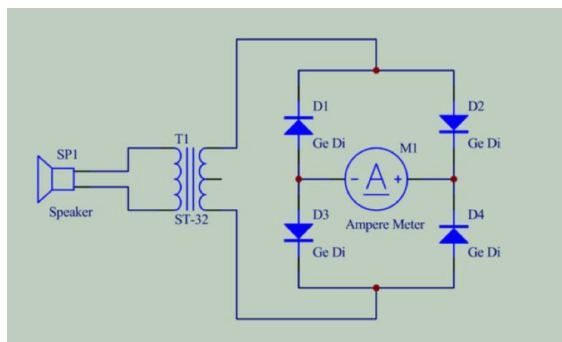 D1
D2
T1
Ge Di
M1
Ge Di
SP1
- A +
Speaker
ST-32
D3
Ampere Meter
D4
Ge Di
Ge Di